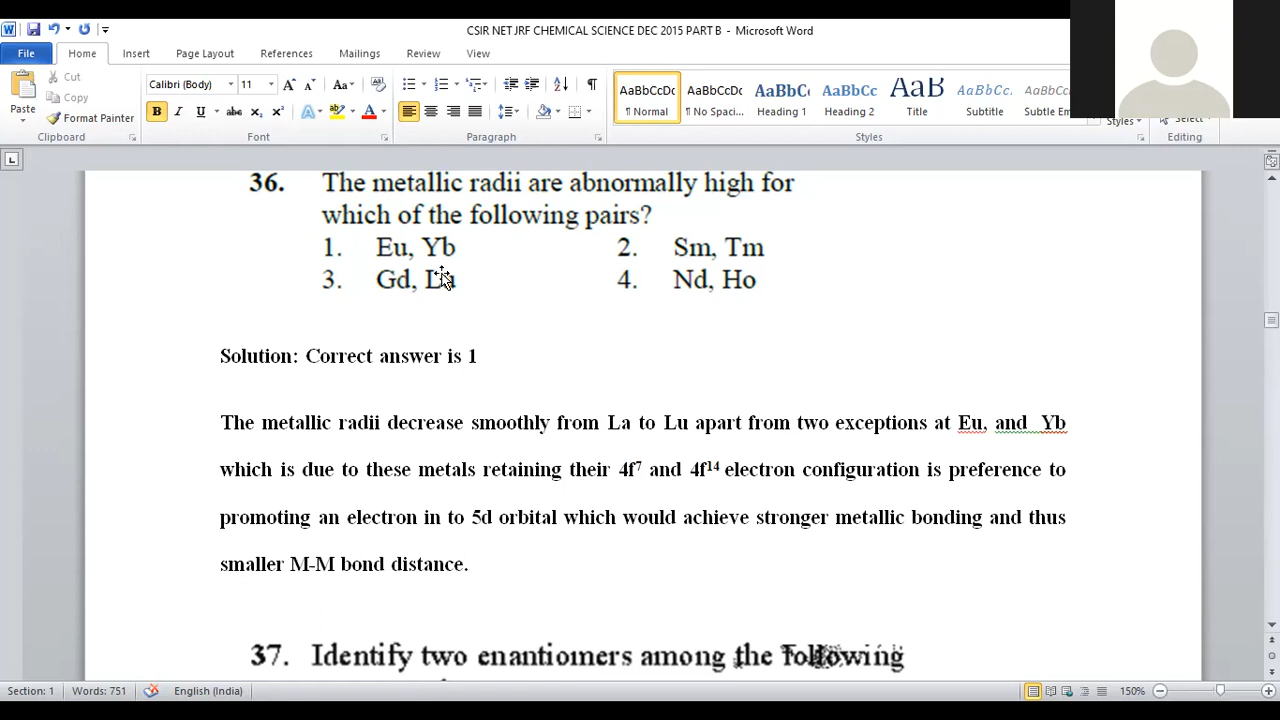 CSIR NET JRF CHEMICAL SCIENCE DEC 2015 PART B - Microsoft Word
File Home Insert Page Layout References Mailings Review View
Paste
Cut
Copy
Format Painter
Clipboard
Calibri (Body) 11
Font
Paragraph
AaBbCcDc AaBbCcDc AaBbCc AaBbCc AaB AaBbCc. AaBbCc
¶ Normal ¶ No Spaci... Heading 1 Heading 2 Title Subtitle Subtle Em
Styles
Styles
Select
Editing
36. The metallic radii are abnormally high for
which of the following pairs?
1. Eu, Yb 2. Sm, Tm
3. Gd, Lu 4. Nd, Ho
Solution: Correct answer is 1
The metallic radii decrease smoothly from La to Lu apart from two exceptions at Eu, and Yb
which is due to these metals retaining their 4f⁷ and 4f¹⁴ electron configuration is preference to
promoting an electron in to 5d orbital which would achieve stronger metallic bonding and thus
smaller M-M bond distance.
37. Identify two enantiomers among the following
Section: 1 Words: 751 English (India) 150%